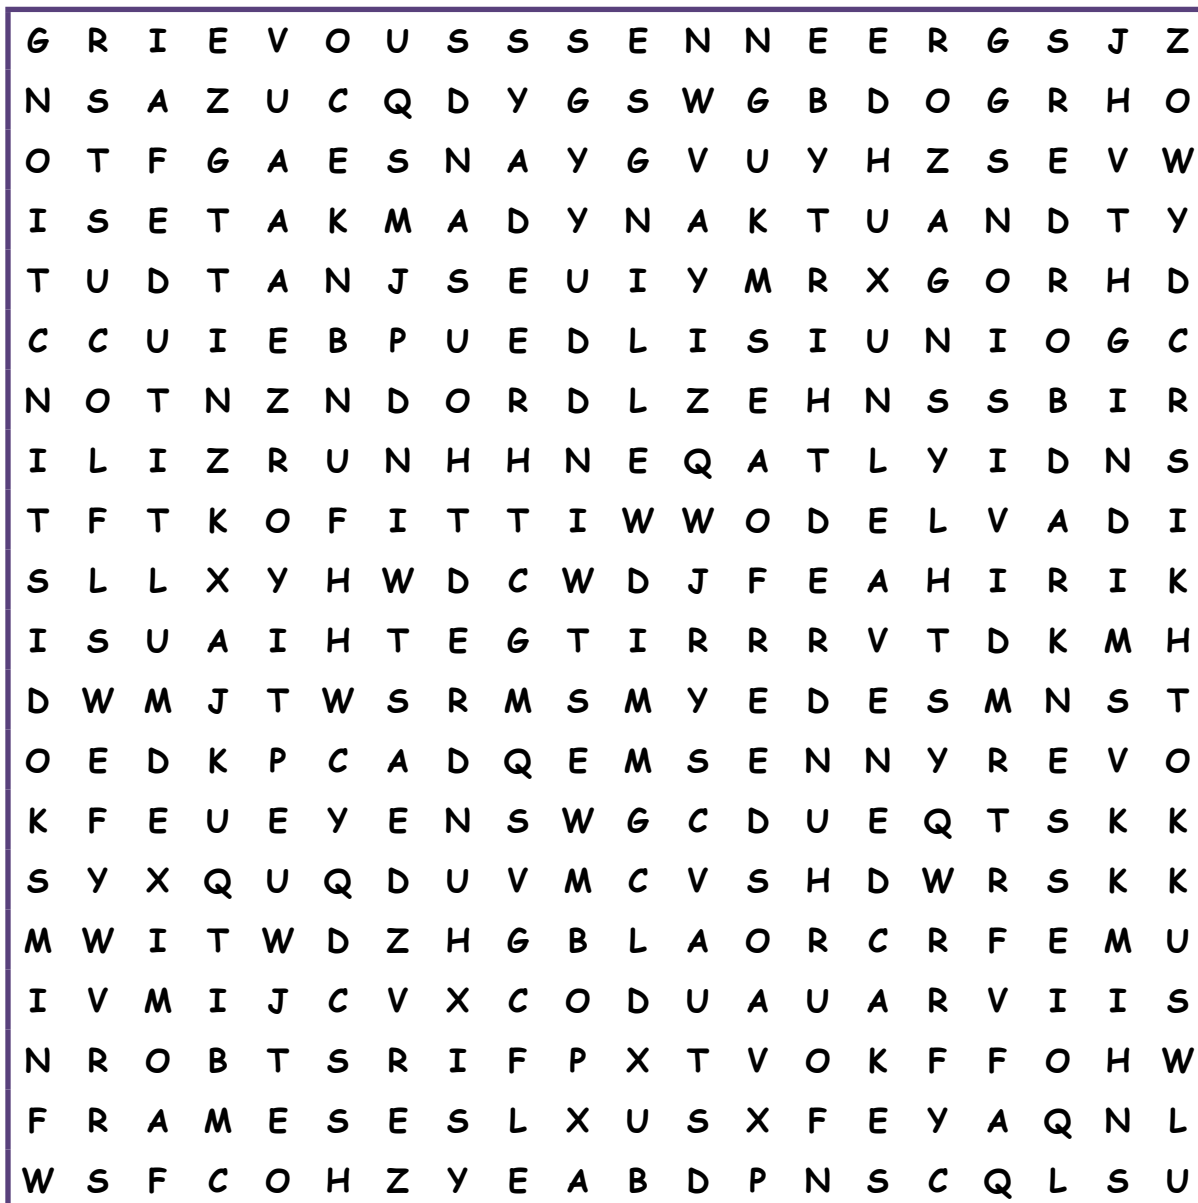 G R I E V O U S S S E N N E E R G S J Z
N S A Z U C Q D Y G S W G B D O G R H O
O T F G A E S N A Y G V U Y H Z S E V W
I S E T A K M A D Y N A K T U A N D T Y
T U D T A N J S E U I Y M R X G O R H D
C C U I E B P U E D L I S I U N I O G C
N O T N Z N D O R D L Z E H N S S B I R
I L I Z R U N H H N E Q A T L Y I D N S
T F T K O F I T T I W W O D E L V A D I
S L L X Y H W D C W D J F E A H I R I K
I S U A I H T E G T I R R R V T D K M H
D W M J T W S R M S M Y E D E S M N S T
O E D K P C A D Q E M S E N N Y R E V O
K F E U E Y E N S W G C D U E Q T S K K
S Y X Q U Q D U V M C V S H D W R S K K
M W I T W D Z H G B L A O R C R F E M U
I V M I J C V X C O D U A U A R V I I S
N R O B T S R I F P X T V O K F F O H W
F R A M E S E S L X U S X F E Y A Q N L
W S F C O H Z Y E A B D P N S C Q L S U